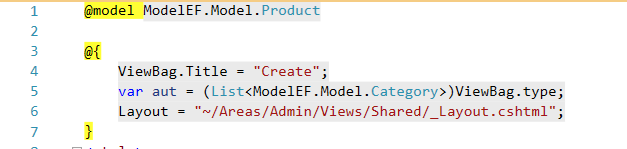 1 @model ModelEF.Model.Product
2
3 @{
4 ViewBag.Title = "Create";
5 var aut = (List<ModelEF.Model.Category>)ViewBag.type;
6 Layout = "~/Areas/Admin/Views/Shared/_Layout.cshtml";
7 }